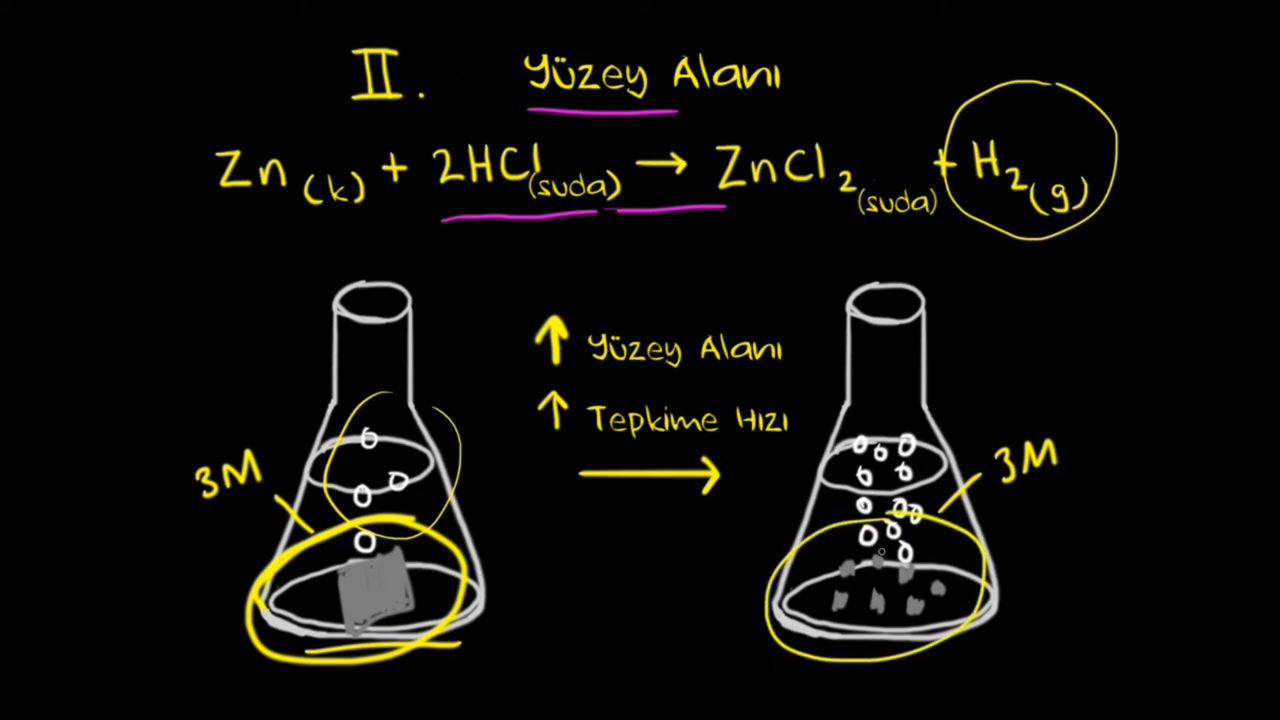 II. Yüzey Alanı
Zn(k) + 2HCl(suda) → ZnCl2(suda) + H2(g)
↑ Yüzey Alanı
↑ Tepkime Hızı
3M
3M